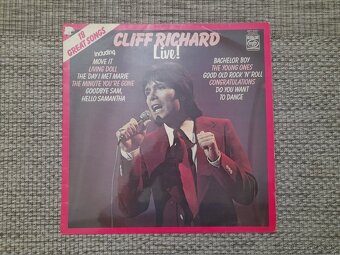 10
GREAT SONGS
CLIFF RICHARD
Live!
Including
MOVE IT
LIVING DOLL
THE DAY I MET MARIE
THE MINUTE YOU'RE GONE
GOODBYE SAM,
HELLO SAMANTHA
BACHELOR BOY
THE YOUNG ONES
GOOD OLD ROCK 'N' ROLL
CONGRATULATIONS
DO YOU WANT
TO DANCE